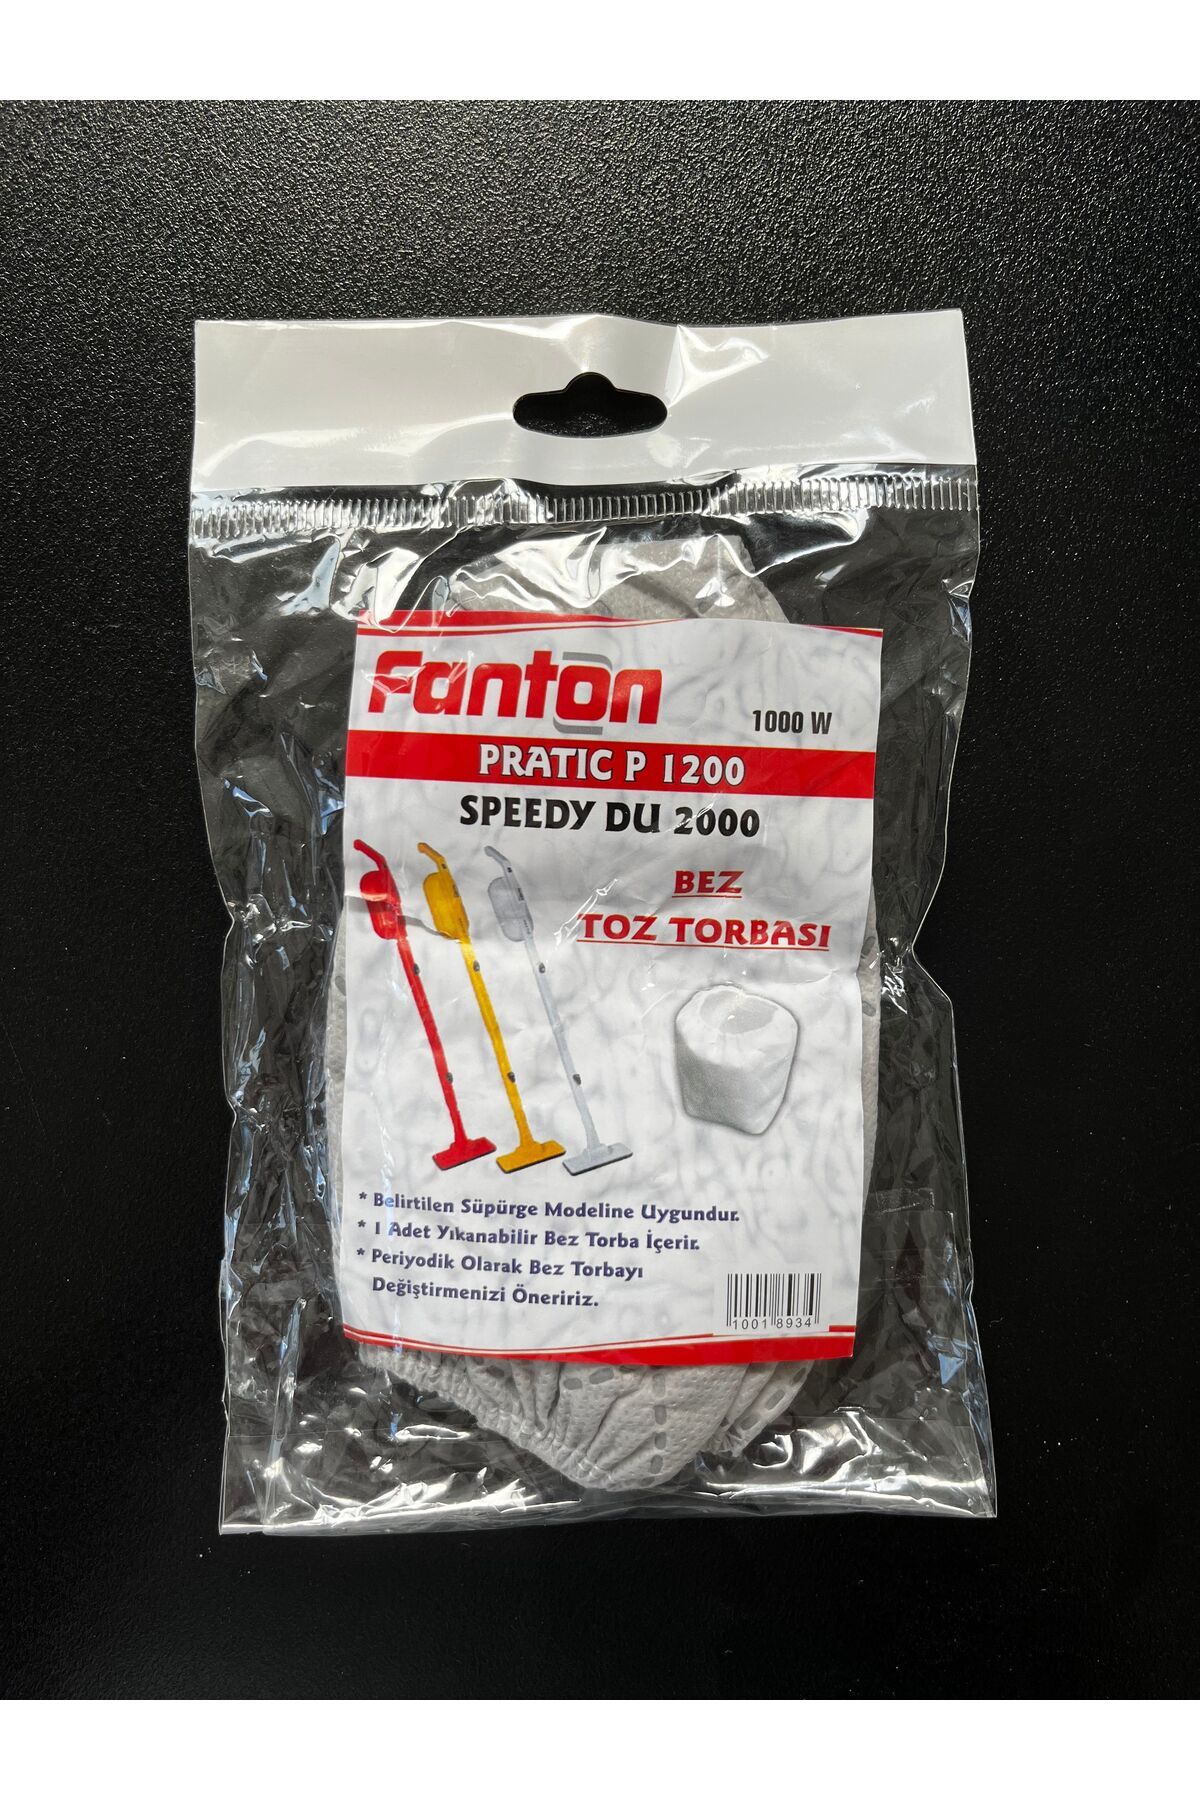 Fanton
1000 W
PRATIC P 1200
SPEEDY DU 2000
BEZ
TOZ TORBASI
* Belirtilen Süpürge Modeline Uygundur.
* 1 Adet Yıkanabilir Bez Torba İçerir.
* Periyodik Olarak Bez Torbayı
Değiştirmenizi Öneririz.
1001 8934